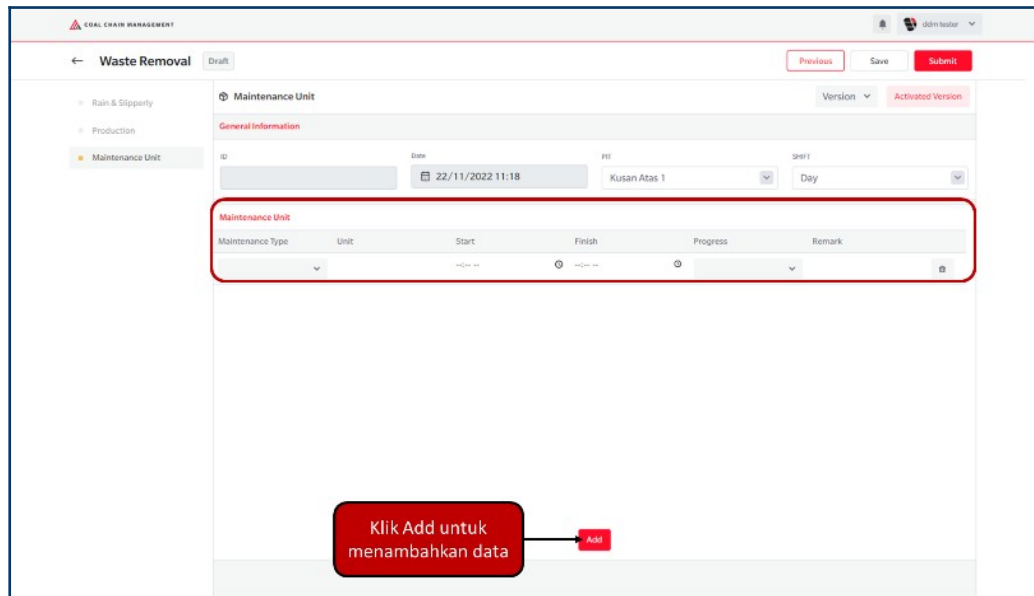 COAL CHAIN MANAGEMENT
ddm tester
Waste Removal
Draft
Previous
Save
Submit
Rain & Slipperly
Production
Maintenance Unit
Maintenance Unit
Version
Activated Version
General Information
ID
Date
PIT
SHIFT
22/11/2022 11:18
Kusan Atas 1
Day
Maintenance Unit
Maintenance Type Unit Start Finish Progress Remark
--:-- -- --:-- --
Klik Add untuk
menambahkan data
Add